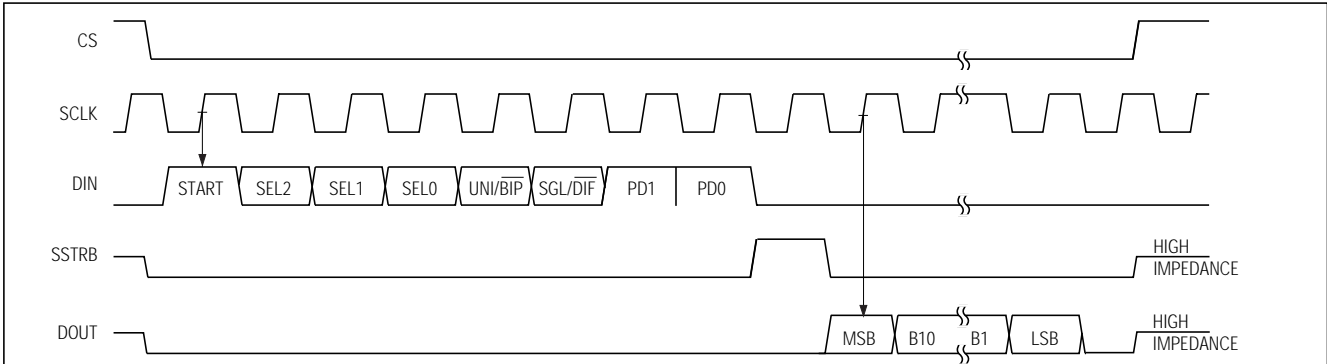 CS
SCLK
DIN START SEL2 SEL1 SEL0 UNI/BIP SGL/DIF PD1 PD0
SSTRB HIGH IMPEDANCE
DOUT MSB B10 B1 LSB HIGH IMPEDANCE